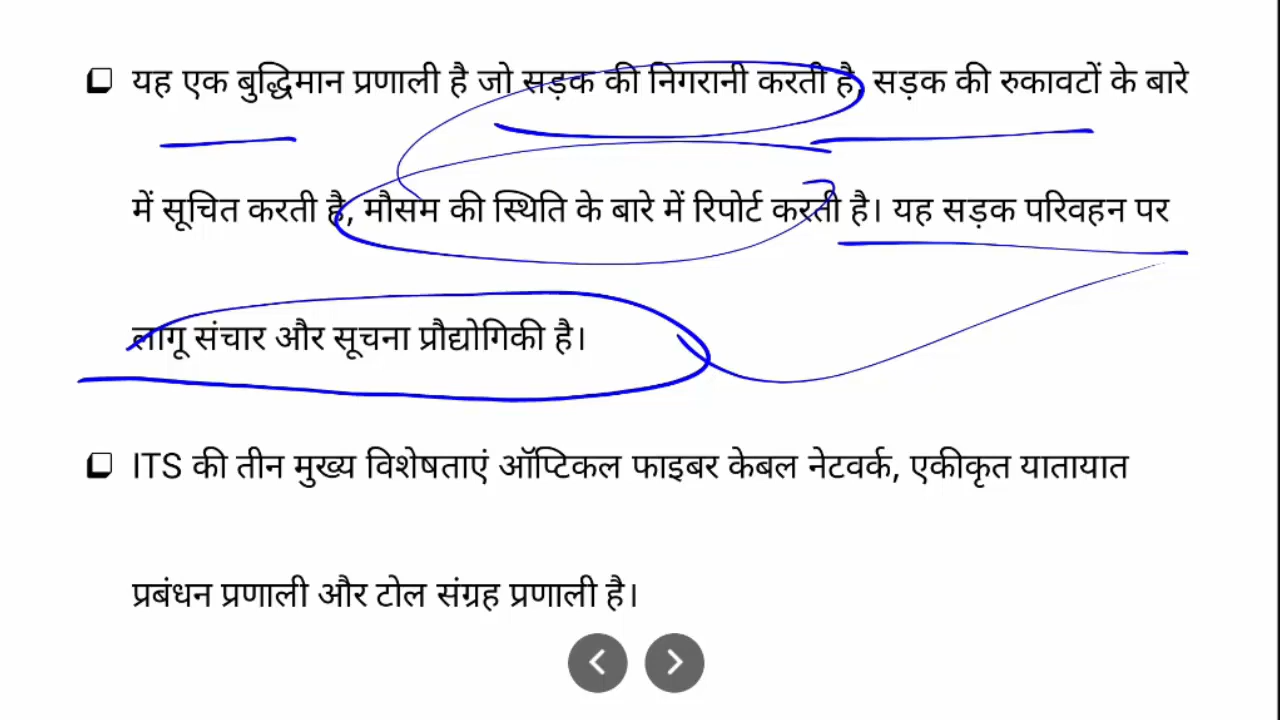 ❑ यह एक बुद्धिमान प्रणाली है जो सड़क की निगरानी करती है, सड़क की रुकावटों के बारे
में सूचित करती है, मौसम की स्थिति के बारे में रिपोर्ट करती है। यह सड़क परिवहन पर
लागू संचार और सूचना प्रौद्योगिकी है।
❑ ITS की तीन मुख्य विशेषताएं ऑप्टिकल फाइबर केबल नेटवर्क, एकीकृत यातायात
प्रबंधन प्रणाली और टोल संग्रह प्रणाली है।